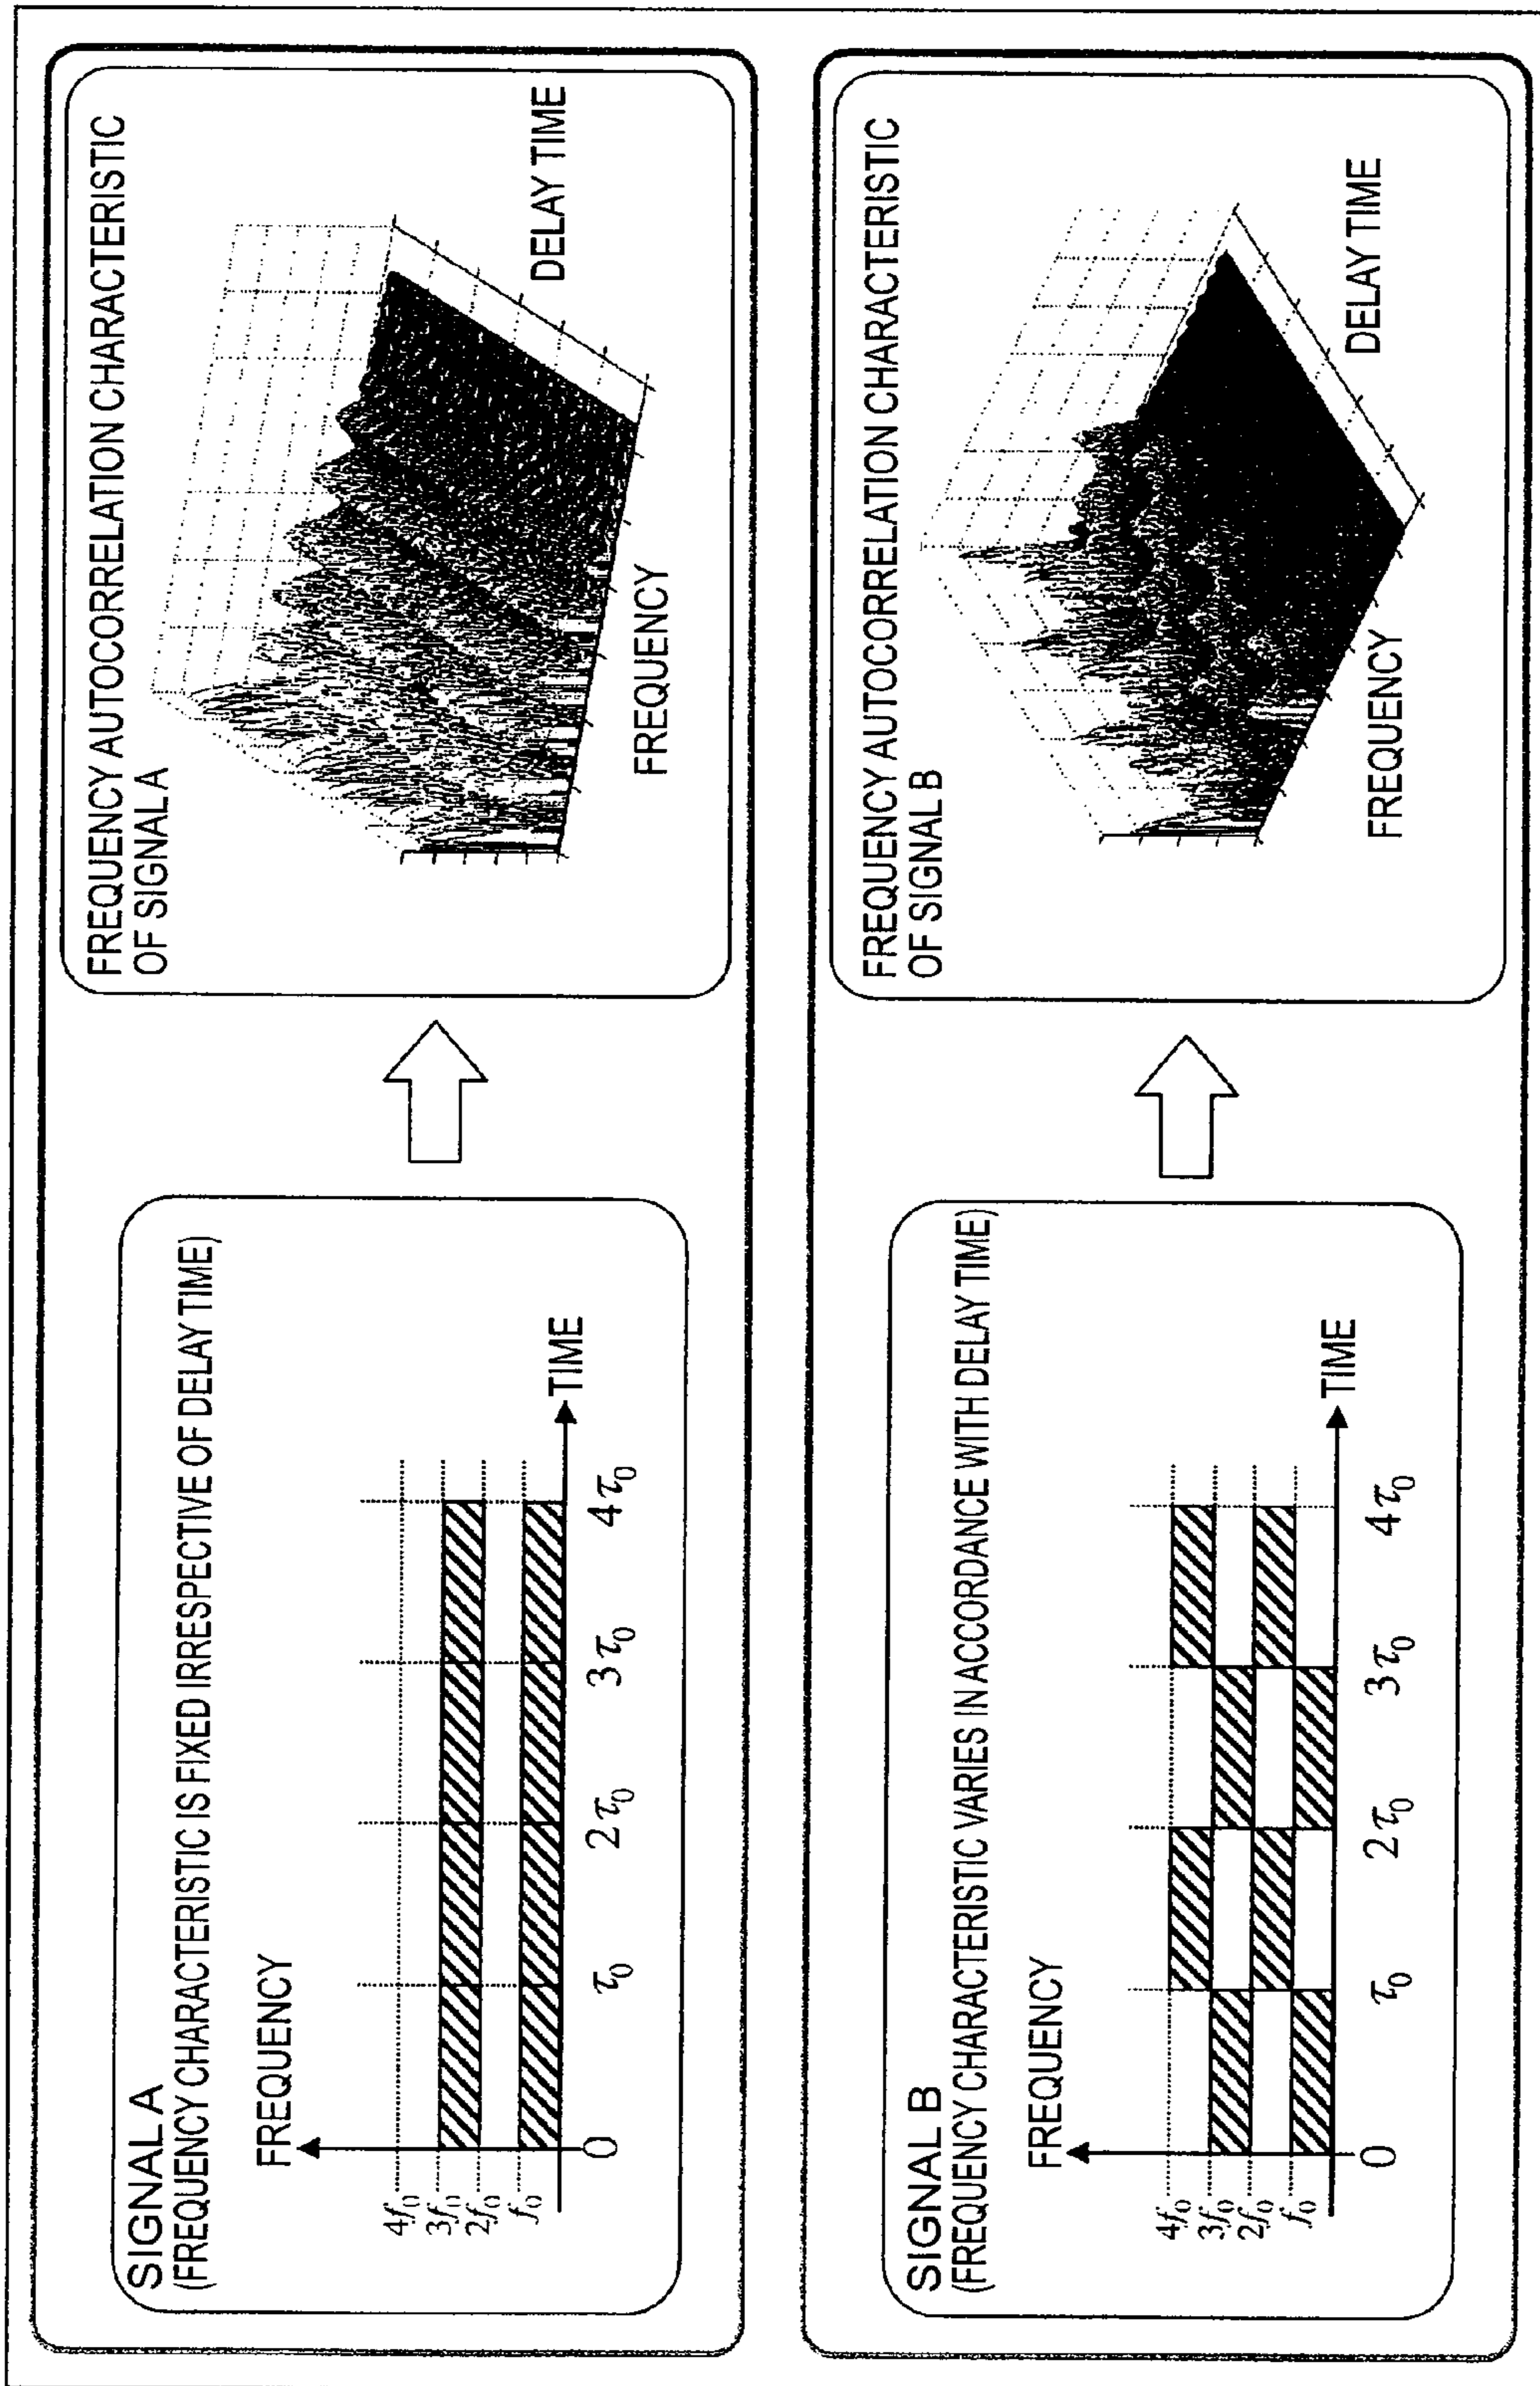 SIGNAL A
(FREQUENCY CHARACTERISTIC IS FIXED IRRESPECTIVE OF DELAY TIME)
FREQUENCY
4f₀
3f₀
2f₀
f₀
0
τ₀
2τ₀
3τ₀
4τ₀
TIME
FREQUENCY AUTOCORRELATION CHARACTERISTIC
OF SIGNAL A
FREQUENCY
DELAY TIME
SIGNAL B
(FREQUENCY CHARACTERISTIC VARIES IN ACCORDANCE WITH DELAY TIME)
FREQUENCY
4f₀
3f₀
2f₀
f₀
0
τ₀
2τ₀
3τ₀
4τ₀
TIME
FREQUENCY AUTOCORRELATION CHARACTERISTIC
OF SIGNAL B
FREQUENCY
DELAY TIME